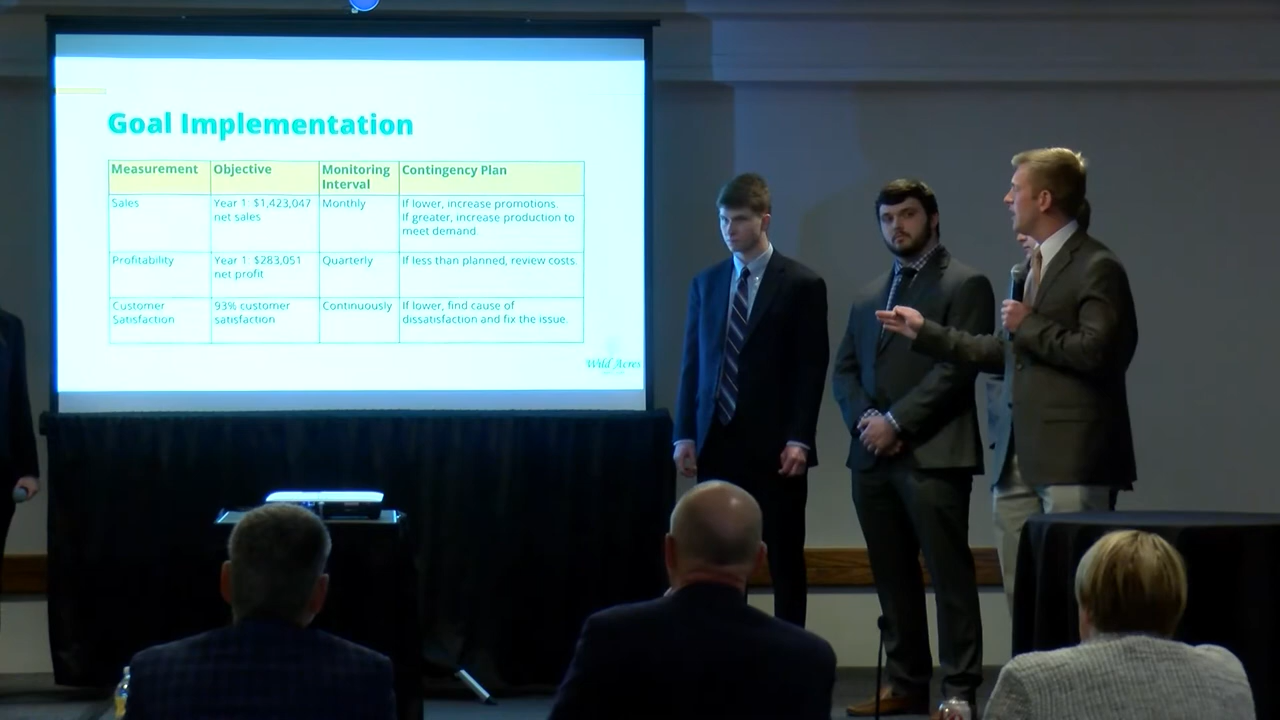 Goal Implementation
Measurement Objective Monitoring Interval Contingency Plan
Sales Year 1: $1,423,047 net sales Monthly If lower, increase promotions. If greater, increase production to meet demand.
Profitability Year 1: $283,051 net profit Quarterly If less than planned, review costs.
Customer Satisfaction 93% customer satisfaction Continuously If lower, find cause of dissatisfaction and fix the issue.
Wild Acres